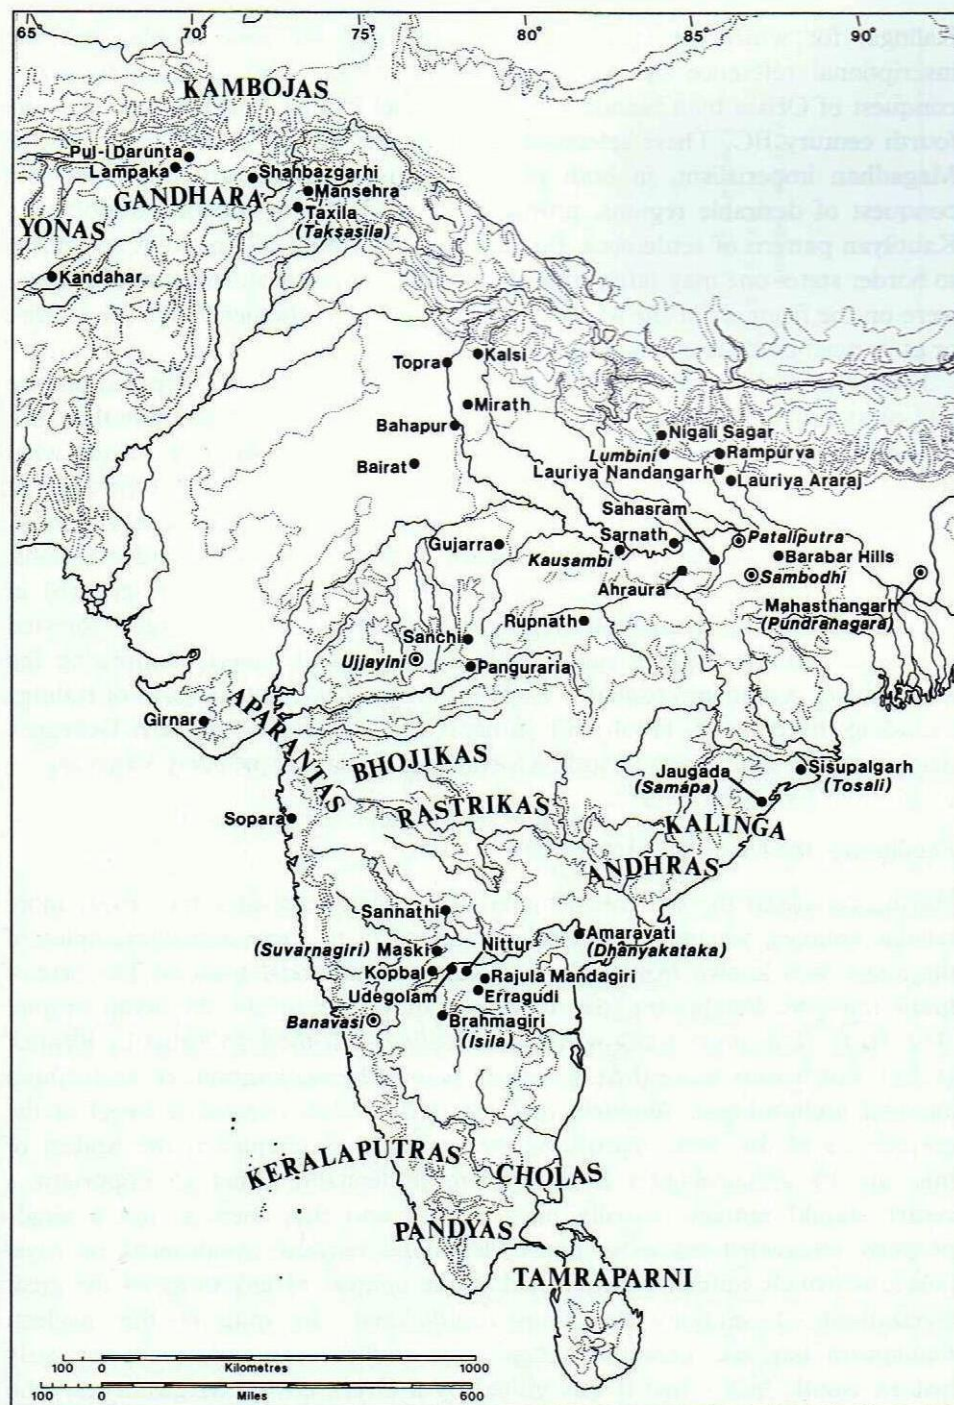 65°
70°
75°
80°
85°
90°
KAMBOJAS
Pul-i-Darunta
Lampaka
Shahbazgarhi
GANDHARA
Mansehra
Taxila
(Taksasila)
YONAS
Kandahar
Topra
Kalsi
Mirath
Bahapur
Bairat
Nigali Sagar
Lumbini
Rampurva
Lauriya Nandangarh
Lauriya Araraj
Sahasram
Gujarra
Sarnath
Pataliputra
Kausambi
Barabar Hills
Ahraura
Sambodhi
Mahasthangarh
(Pundranagara)
Rupnath
Sanchi
Ujjayini
Panguraria
Girnar
APARANTAS
BHOJIKAS
Jaugada
(Samapa)
Sisupalgarh
(Tosali)
RASTRIKAS
KALINGA
Sopara
ANDHRAS
Sannathi
Amaravati
(Dhanyakataka)
(Suvarnagiri) Maski
Nittur
Kopbal
Rajula Mandagiri
Udegolam
Erragudi
Banavasi
Brahmagiri
(Isila)
KERALAPUTRAS
CHOLAS
PANDYAS
TAMRAPARNI
100 0 1000
Kilometres
100 0 600
Miles